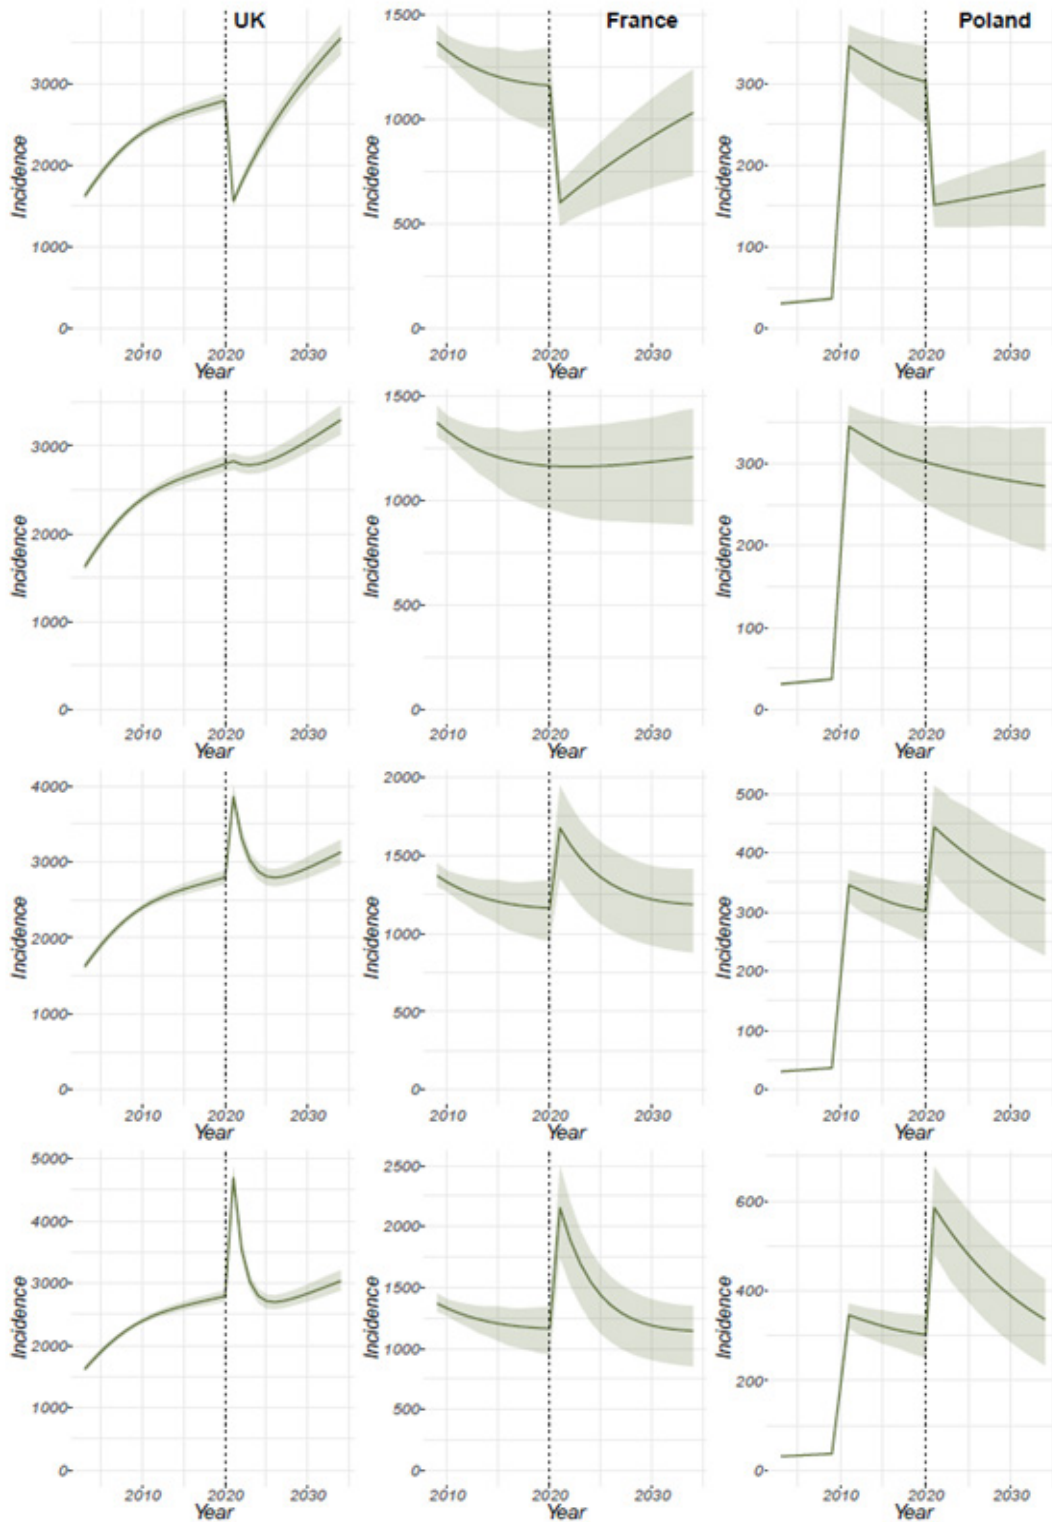 UK France Poland
3000-
2000-
1000-
0-
Incidence
2010 2020 2030
Year
1500-
1000-
500-
0-
Incidence
2010 2020 2030
Year
300-
200-
100-
0-
Incidence
2010 2020 2030
Year
3000-
2000-
1000-
0-
Incidence
2010 2020 2030
Year
1500-
1000-
500-
0-
Incidence
2010 2020 2030
Year
300-
200-
100-
0-
Incidence
2010 2020 2030
Year
4000-
3000-
2000-
1000-
0-
Incidence
2010 2020 2030
Year
2000-
1500-
1000-
500-
0-
Incidence
2010 2020 2030
Year
500-
400-
300-
200-
100-
0-
Incidence
2010 2020 2030
Year
5000-
4000-
3000-
2000-
1000-
0-
Incidence
2010 2020 2030
Year
2500-
2000-
1500-
1000-
500-
0-
Incidence
2010 2020 2030
Year
600-
400-
200-
0-
Incidence
2010 2020 2030
Year